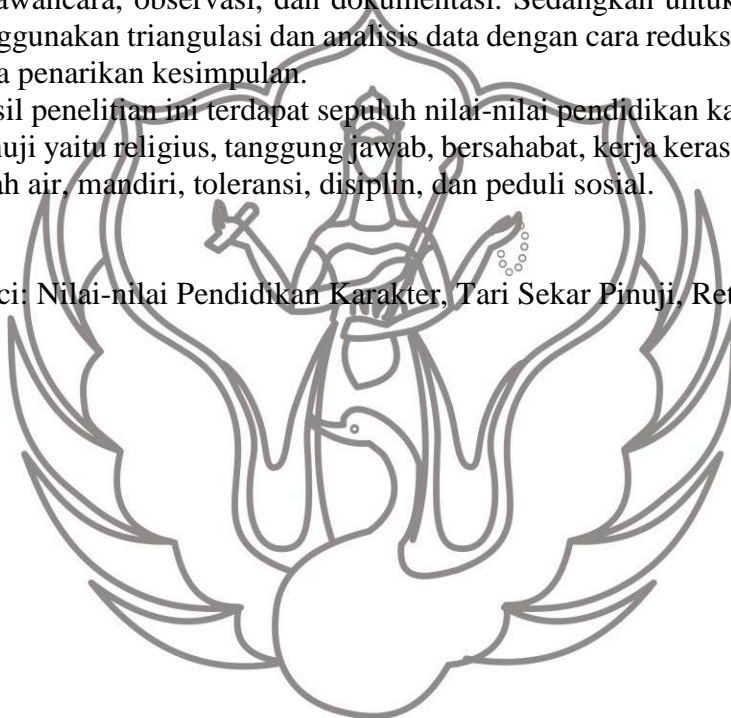 wawancara, observasi, dan dokumentasi. Sedangkan untuk
ggunakan triangulasi dan analisis data dengan cara reduks
a penarikan kesimpulan.
sil penelitian ini terdapat sepuluh nilai-nilai pendidikan ka
uji yaitu religius, tanggung jawab, bersahabat, kerja keras
ah air, mandiri, toleransi, disiplin, dan peduli sosial.
ci: Nilai-nilai Pendidikan Karakter, Tari Sekar Pinuji, Ret